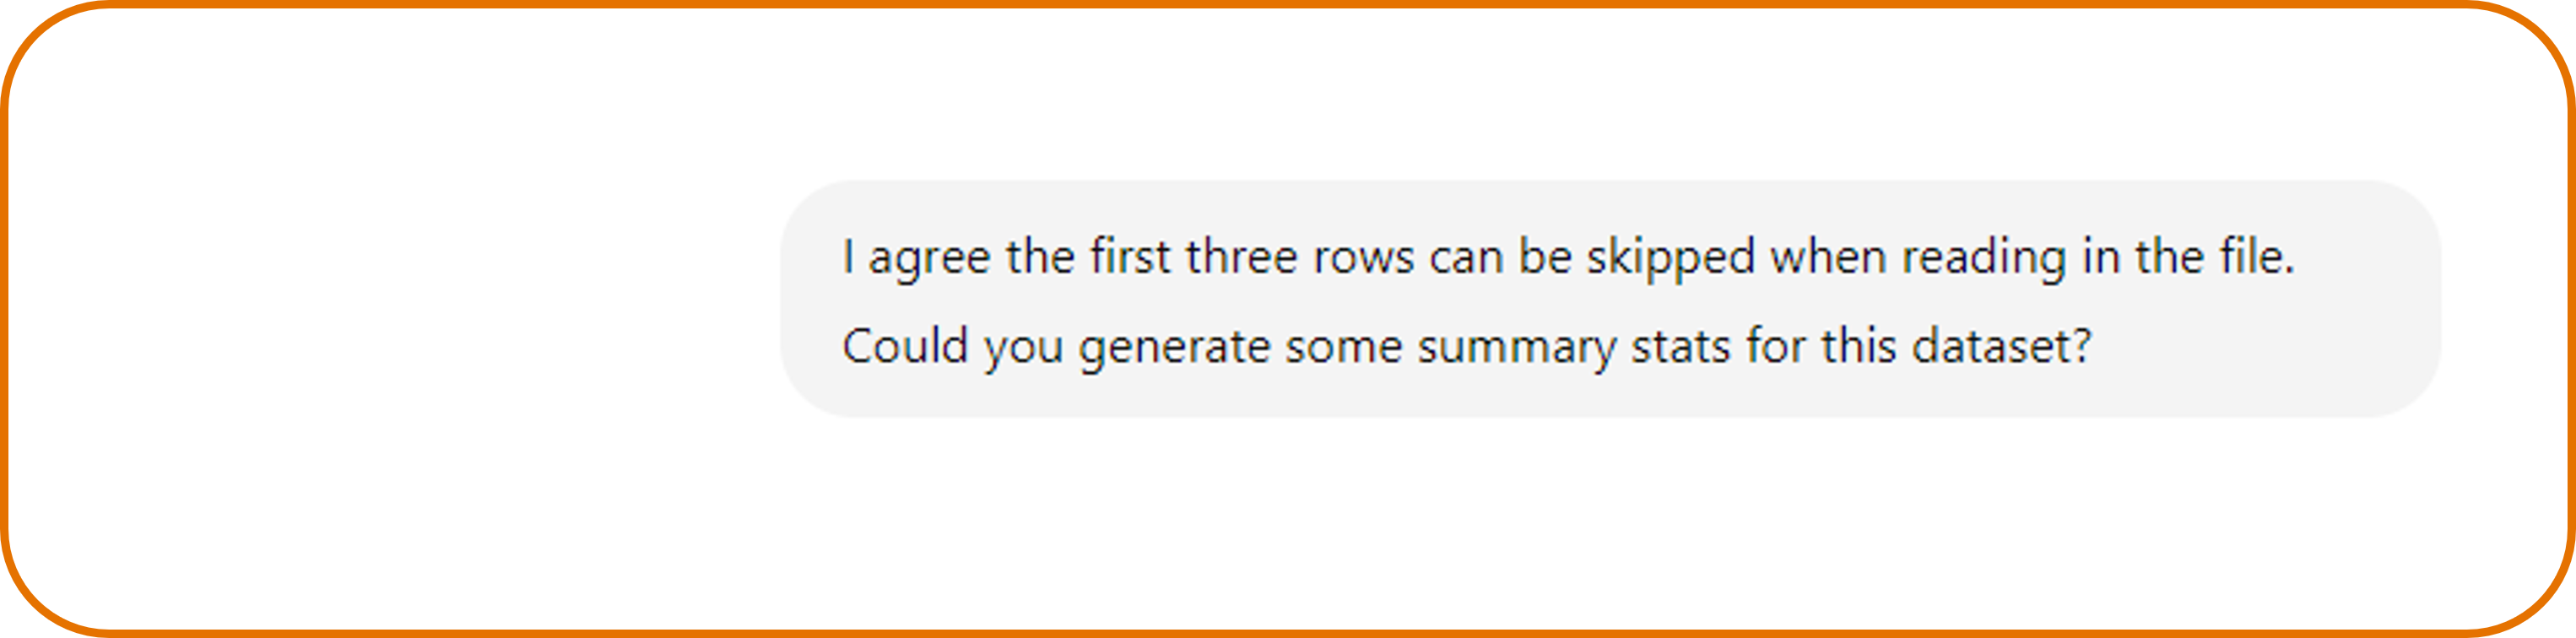 I agree the first three rows can be skipped when reading in the file.
Could you generate some summary stats for this dataset?